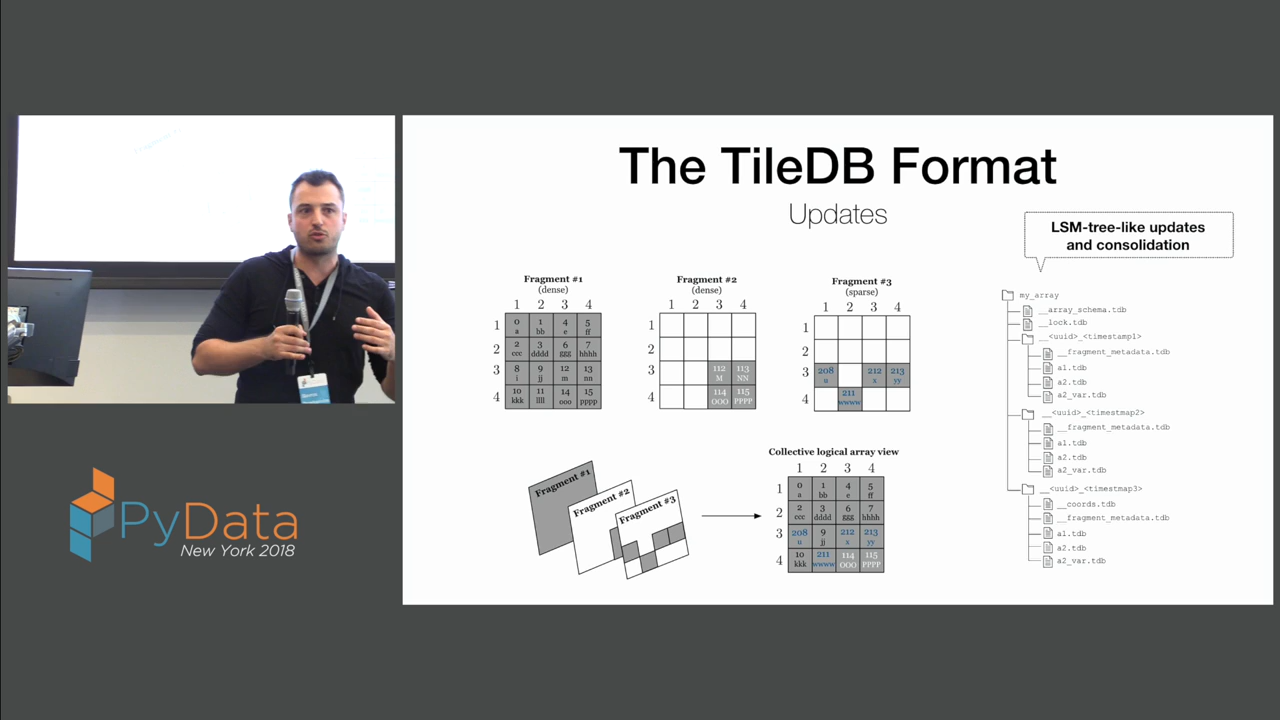 The TileDB Format
Updates
LSM-tree-like updates
and consolidation
Fragment #1
(dense)
1 2 3 4
1 0 1 4 5
a bb e ff
2 2 3 6 7
ccc dddd ggg hhhh
3 8 9 12 13
i jj m nn
4 10 11 14 15
kkk llll ooo pppp
Fragment #2
(dense)
1 2 3 4
1
2
3 112 113
M NN
4 114 115
OOO PPPP
Fragment #3
(sparse)
1 2 3 4
1
2
3 208 212 213
u x yy
4 211
wwww
Fragment #1
Fragment #2
Fragment #3
Collective logical array view
1 2 3 4
1 0 1 4 5
a bb e ff
2 2 3 6 7
ccc dddd ggg hhhh
3 208 9 212 213
u jj x yy
4 10 211 114 115
kkk wwww OOO PPPP
my_array
__array_schema.tdb
__lock.tdb
__<uuid>_<timestamp1>
__fragment_metadata.tdb
a1.tdb
a2.tdb
a2_var.tdb
__<uuid>_<timestmap2>
__fragment_metadata.tdb
a1.tdb
a2.tdb
a2_var.tdb
__<uuid>_<timestmap3>
__coords.tdb
__fragment_metadata.tdb
a1.tdb
a2.tdb
a2_var.tdb
PyData
New York 2018